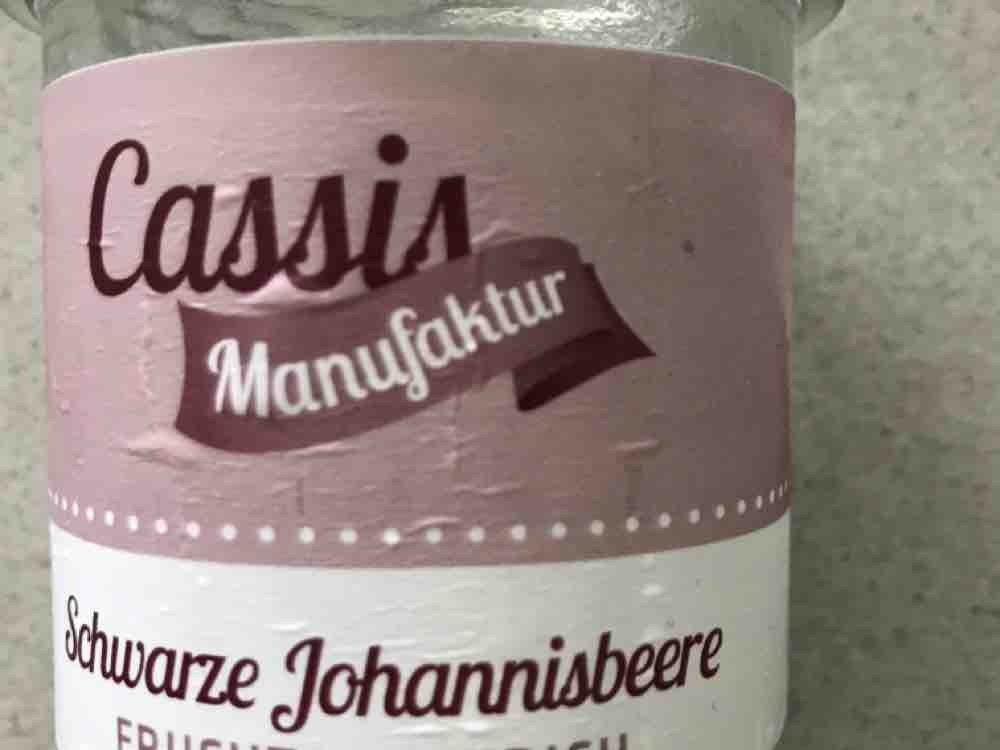 Cassis
Manufaktur
Schwarze Johannisbeere